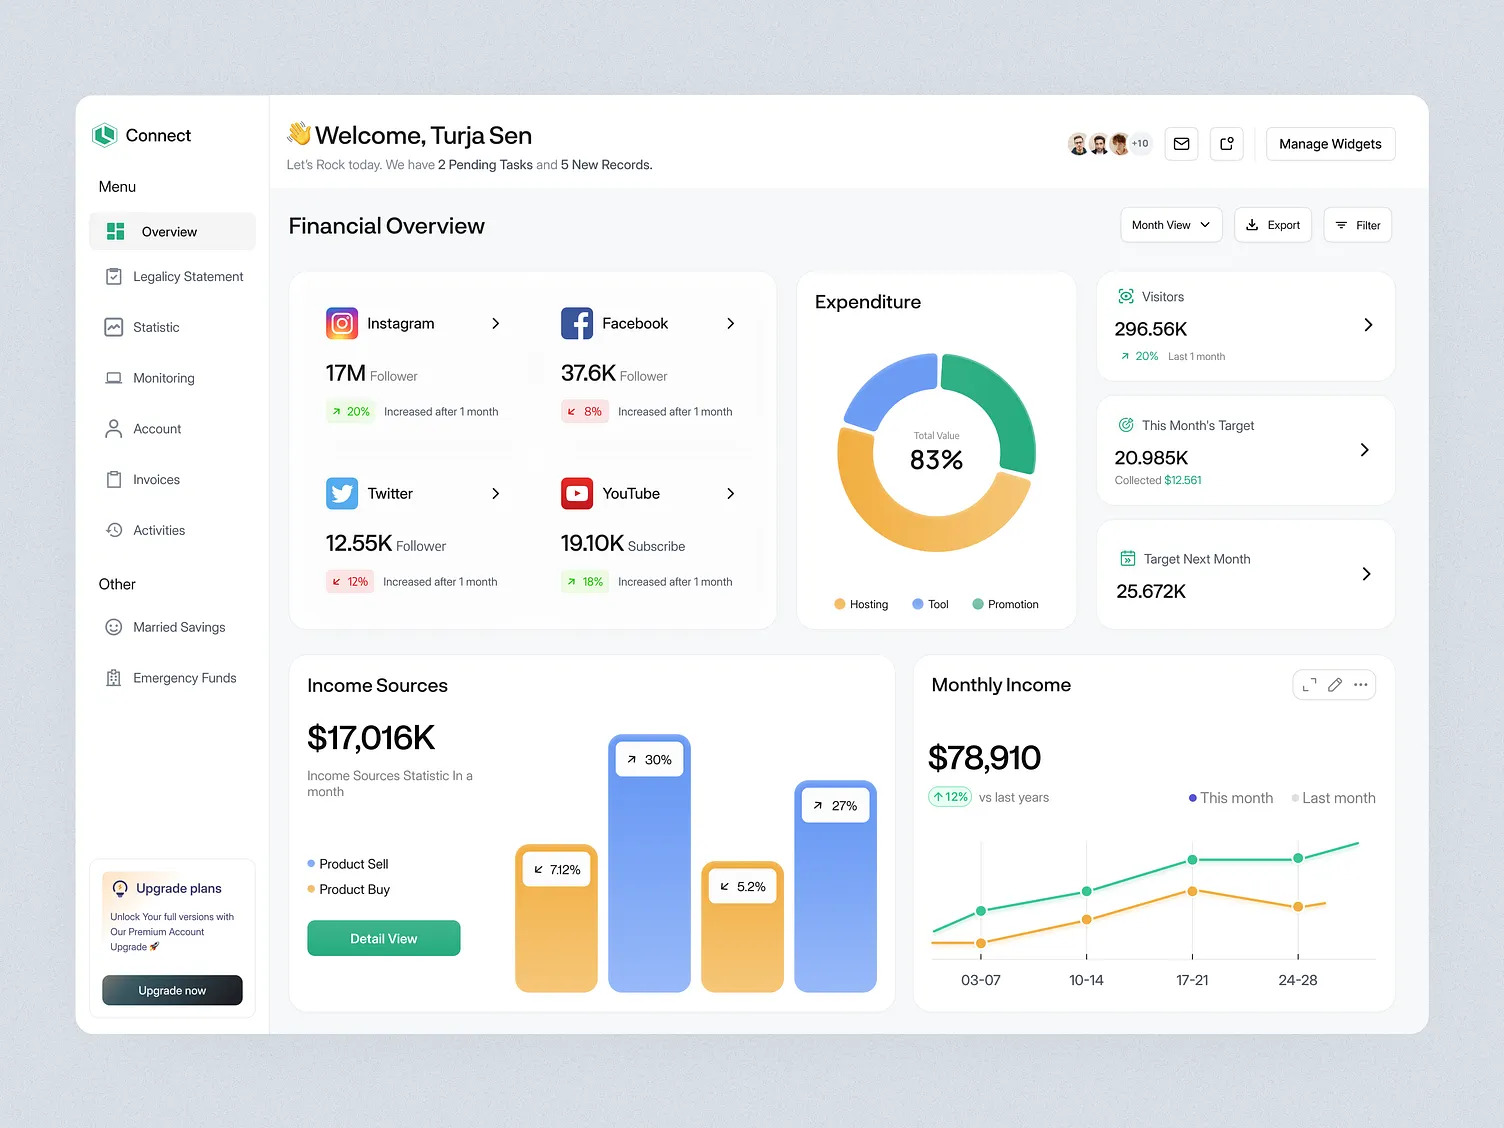 Connect
Menu
Overview
Legalicy Statement
Statistic
Monitoring
Account
Invoices
Activities
Other
Married Savings
Emergency Funds
Upgrade plans
Unlock Your full versions with
Our Premium Account
Upgrade 🚀
Upgrade now
👋 Welcome, Turja Sen
Let's Rock today. We have 2 Pending Tasks and 5 New Records.
+10
Manage Widgets
Financial Overview
Month View
Export
Filter
Instagram
17M Follower
20% Increased after 1 month
Facebook
37.6K Follower
8% Increased after 1 month
Twitter
12.55K Follower
12% Increased after 1 month
YouTube
19.10K Subscribe
18% Increased after 1 month
Expenditure
Total Value
83%
Hosting Tool Promotion
Visitors
296.56K
20% Last 1 month
This Month's Target
20.985K
Collected $12.561
Target Next Month
25.672K
Income Sources
$17,016K
Income Sources Statistic In a
month
Product Sell
Product Buy
Detail View
7.12%
30%
5.2%
27%
Monthly Income
$78,910
12% vs last years
This month Last month
03-07 10-14 17-21 24-28